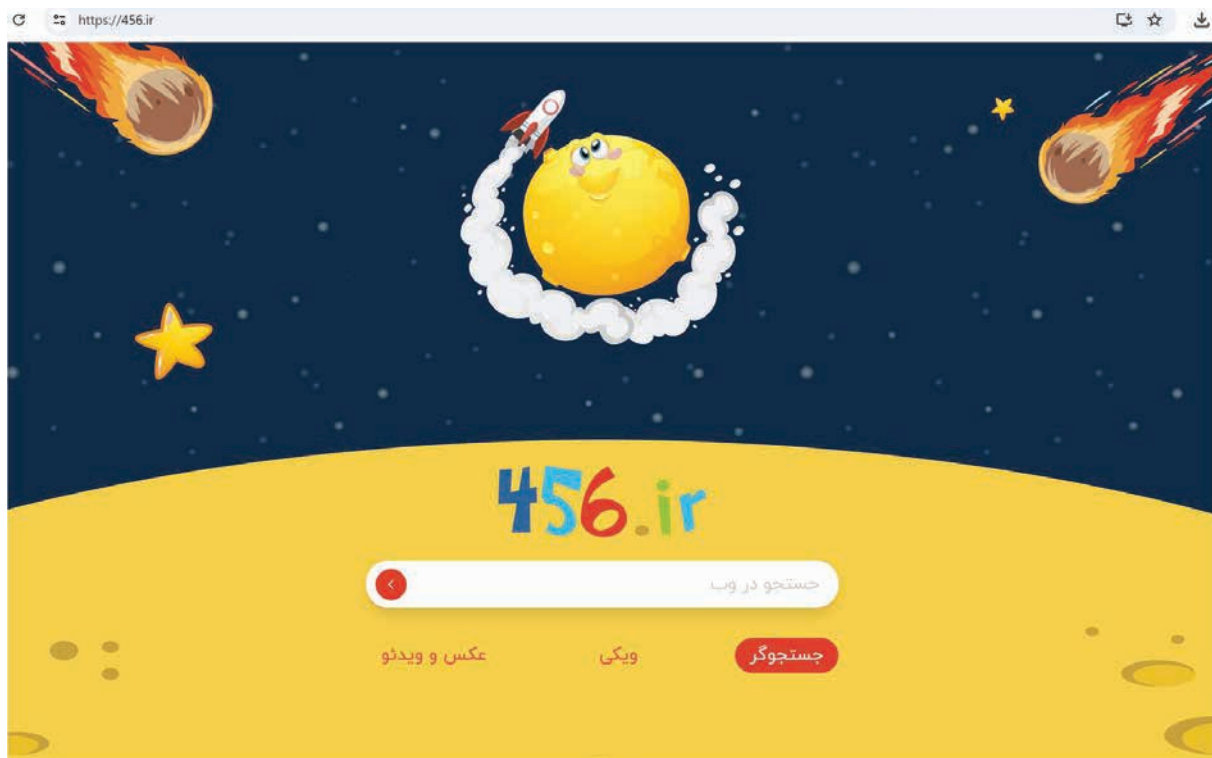 https://456.ir
456.ir
جستجو در وب
جستجوگر
ویکی
عکس و ویدئو